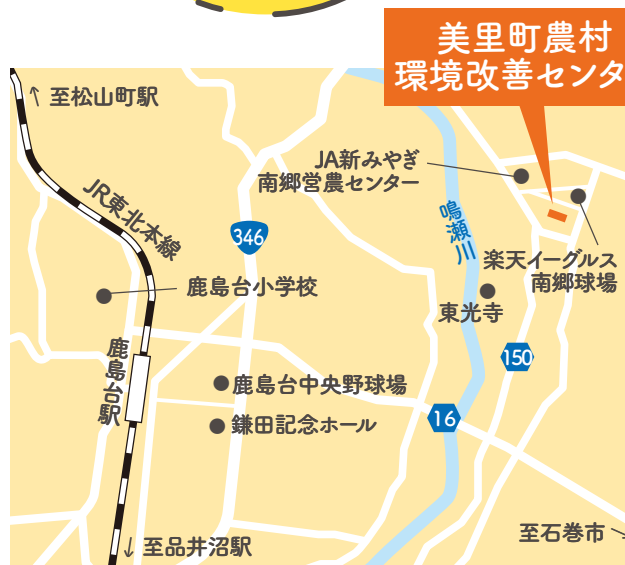 美里町農村
環境改善センタ
↑ 至松山町駅
JR東北本線
346
JA新みやぎ
南郷営農センター
鳴瀬川
楽天イーグルス
南郷球場
鹿島台小学校
東光寺
鹿島台駅
150
鹿島台中央野球場
16
鎌田記念ホール
至石巻市→
↓ 至品井沼駅